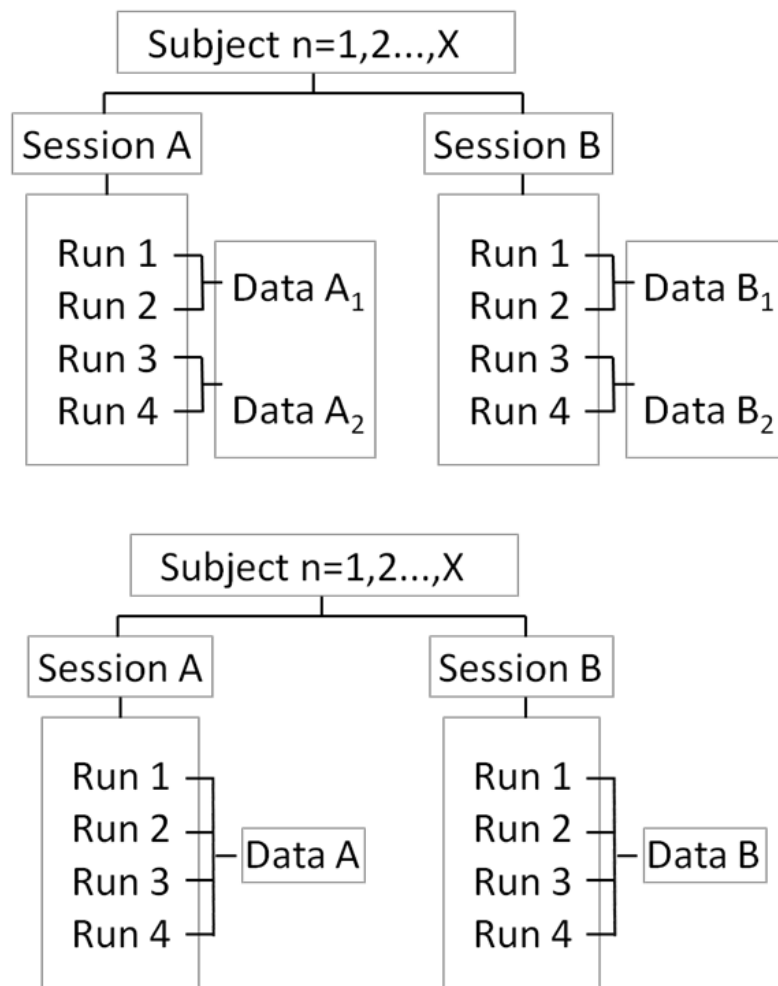 Subject n=1,2...,X
Session A
Session B
Run 1
Run 2
Run 3
Run 4
Data A₁
Data A₂
Run 1
Run 2
Run 3
Run 4
Data B₁
Data B₂
Subject n=1,2...,X
Session A
Session B
Run 1
Run 2
Run 3
Run 4
Data A
Run 1
Run 2
Run 3
Run 4
Data B